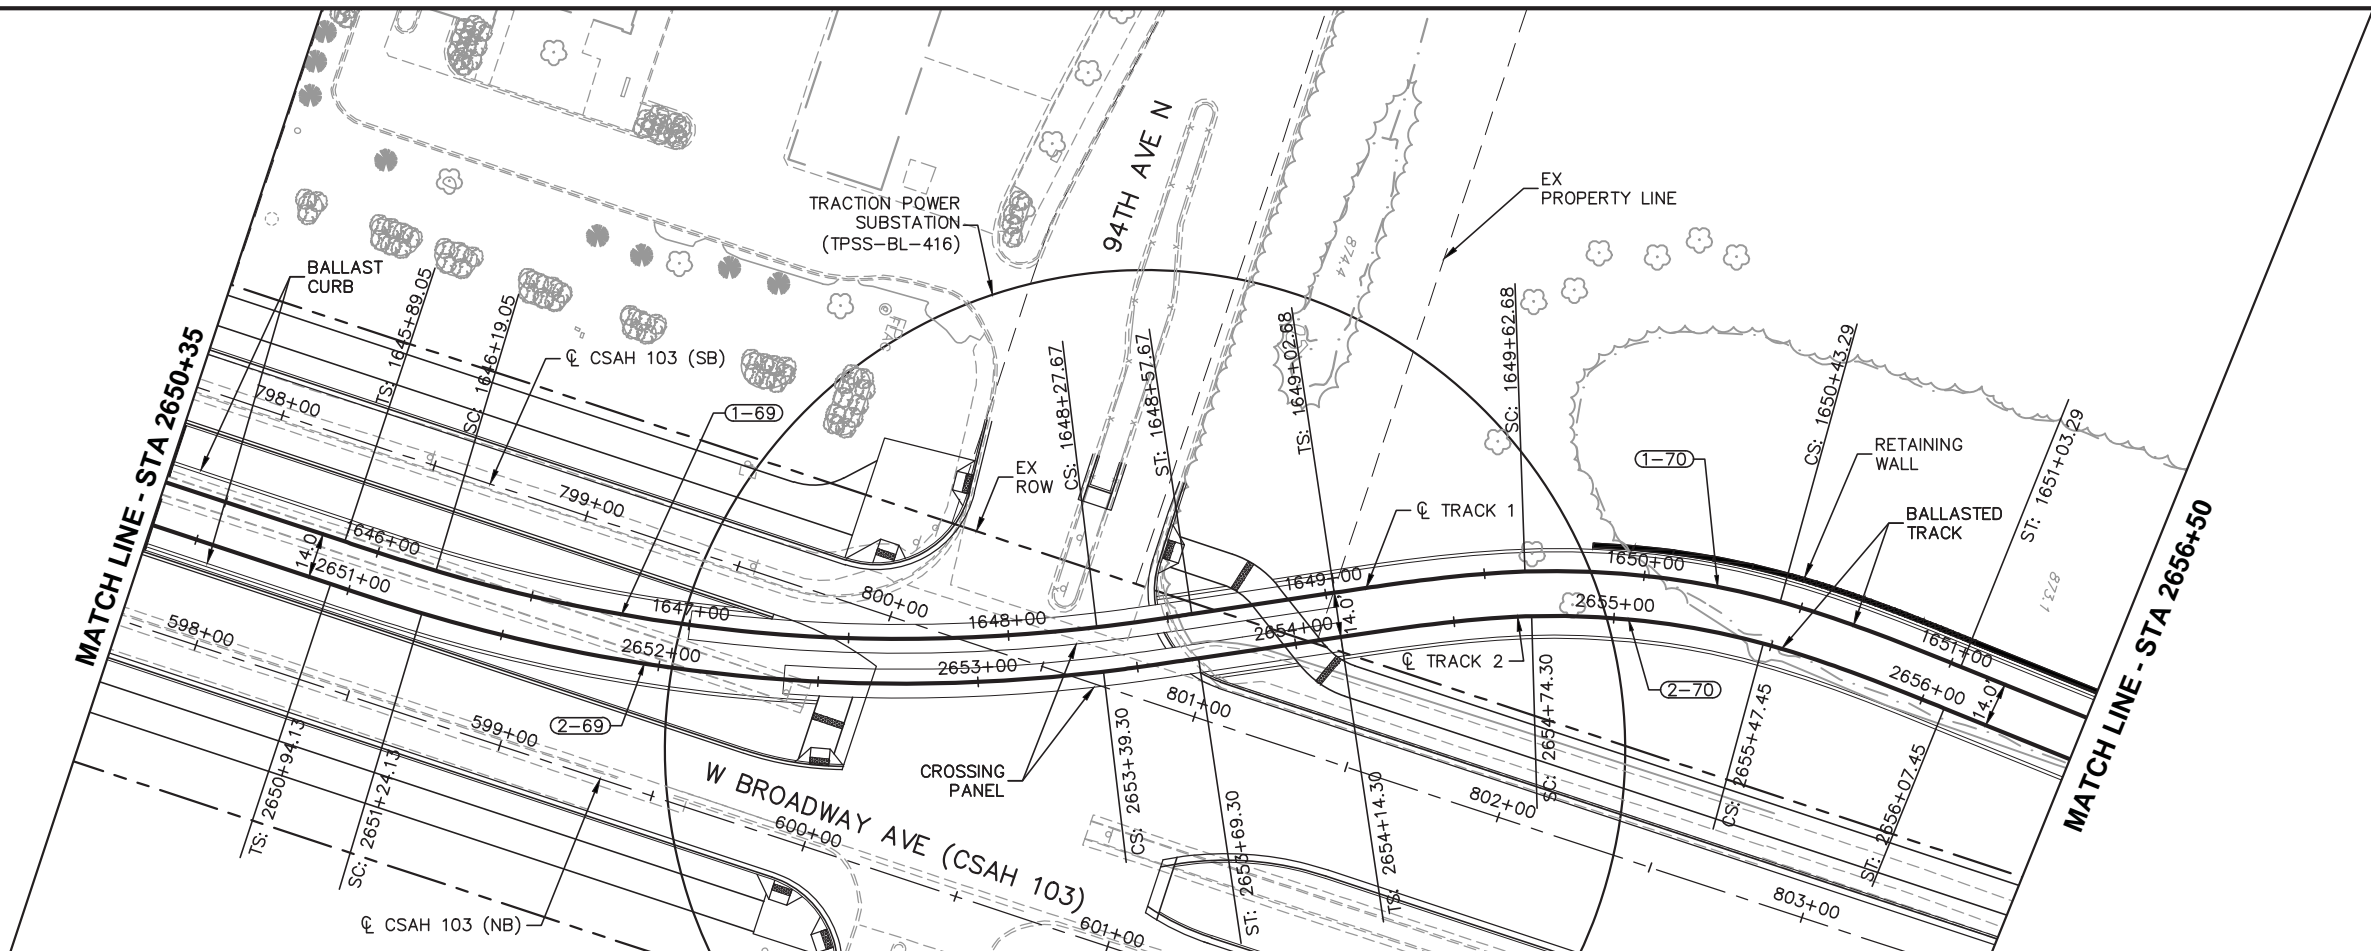 94TH AVE N
EX
PROPERTY LINE
TRACTION POWER
SUBSTATION
(TPSS-BL-416)
874.4
BALLAST
CURB
MATCH LINE - STA 2650+35
TS: 1645+89.05
SC: 1646+19.05
℄ CSAH 103 (SB)
1-69
CS: 1648+27.67
ST: 1648+57.67
TS: 1649+02.68
SC: 1649+62.68
CS: 1650+43.29
ST: 1651+03.29
798+00
799+00
800+00
801+00
802+00
803+00
EX
ROW
1-70
RETAINING
WALL
BALLASTED
TRACK
℄ TRACK 1
MATCH LINE - STA 2656+50
873.1
1646+00
1647+00
1648+00
1649+00
1650+00
1651+00
14.0
14.0
14.0
2651+00
2652+00
2653+00
2654+00
2655+00
2656+00
℄ TRACK 2
2-70
2-69
CROSSING
PANEL
598+00
599+00
600+00
601+00
W BROADWAY AVE (CSAH 103)
TS: 2650+94.13
SC: 2651+24.13
CS: 2653+39.30
ST: 2653+69.30
TS: 2654+14.30
SC: 2654+74.30
CS: 2655+47.45
ST: 2656+07.45
℄ CSAH 103 (NB)